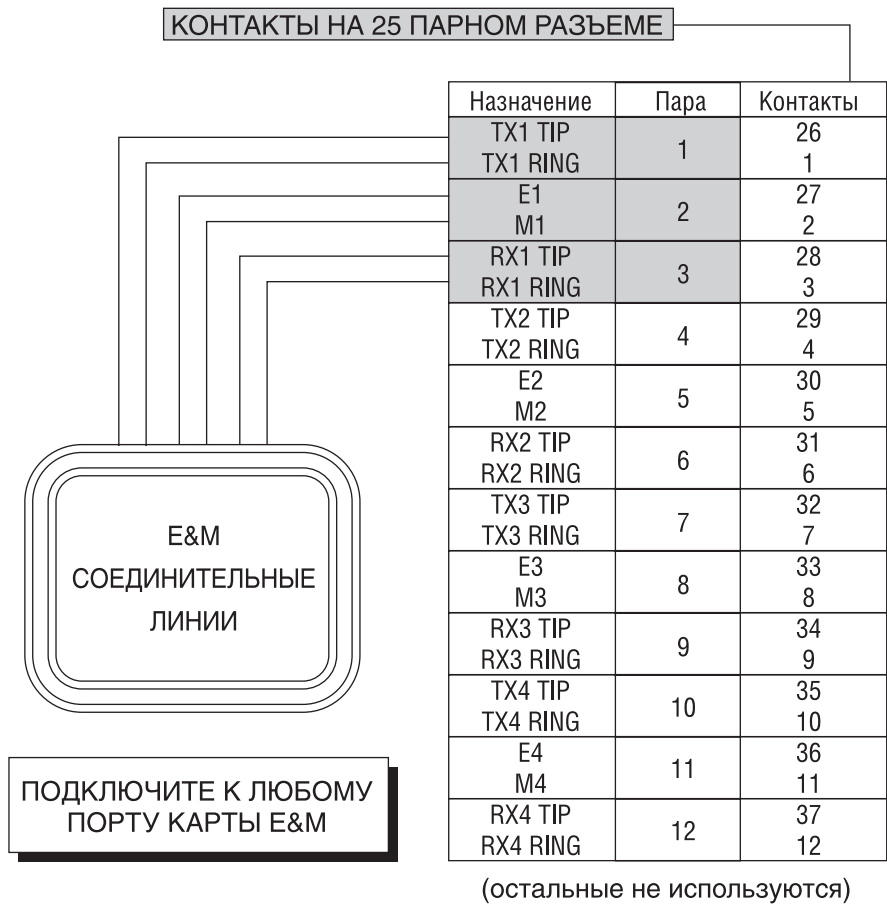 КОНТАКТЫ НА 25 ПАРНОМ РАЗЪЕМЕ
Назначение Пара Контакты
TX1 TIP 26
1
TX1 RING 1
E1 27
2
M1 2
RX1 TIP 28
3
RX1 RING 3
TX2 TIP 29
4
TX2 RING 4
E2 30
5
M2 5
RX2 TIP 31
6
RX2 RING 6
TX3 TIP 32
7
TX3 RING 7
E3 33
8
M3 8
RX3 TIP 34
9
RX3 RING 9
TX4 TIP 35
10
TX4 RING 10
E4 36
11
M4 11
RX4 TIP 37
12
RX4 RING 12
(остальные не используются)
E&M
СОЕДИНИТЕЛЬНЫЕ
ЛИНИИ
ПОДКЛЮЧИТЕ К ЛЮБОМУ
ПОРТУ КАРТЫ E&M